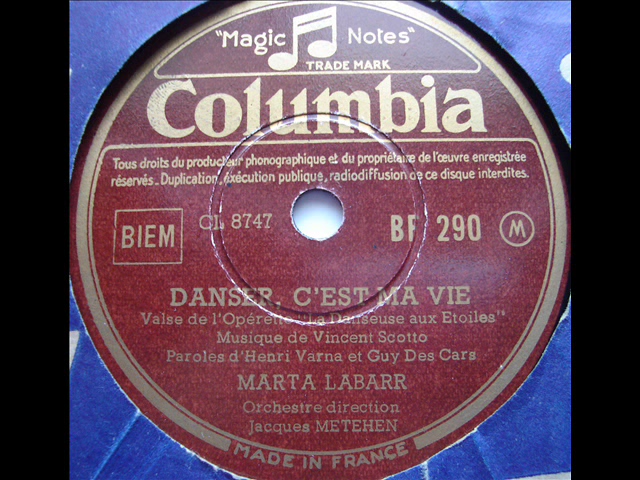 "Magic Notes"
TRADE MARK
Columbia
Tous droits du producteur phonographique et du propriétaire de l'œuvre enregistrée
réservés_Duplication, exécution publique, radiodiffusion de ce disque interdites.
BIEM CL 8747 BF 290 M
DANSER, C'EST MA VIE
Valse de l'Opérette "La Danseuse aux Etoiles"
Musique de Vincent Scotto
Paroles d'Henri Varna et Guy Des Cars
MARTA LABARR
Orchestre direction
Jacques METEHEN
MADE IN FRANCE